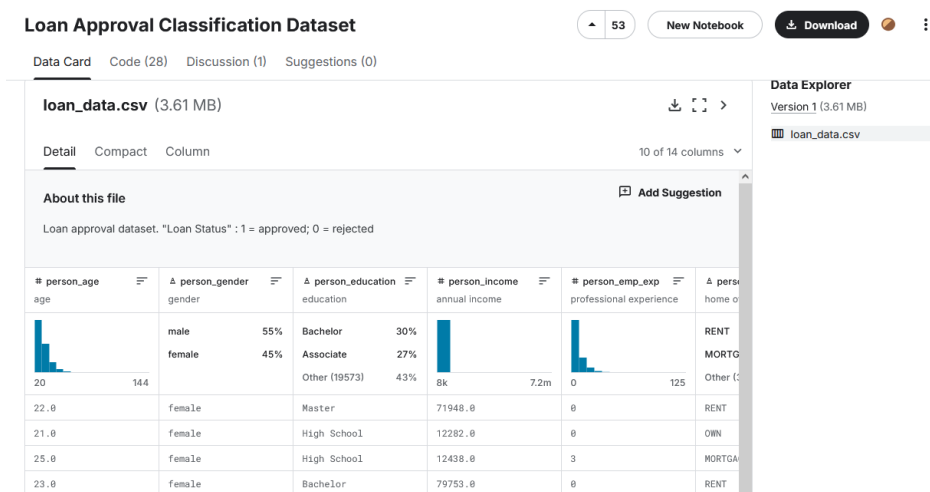 Loan Approval Classification Dataset
53
New Notebook
Download
Data Card Code (28) Discussion (1) Suggestions (0)
Data Explorer
loan_data.csv (3.61 MB)
Version 1 (3.61 MB)
loan_data.csv
Detail Compact Column
10 of 14 columns
About this file
Add Suggestion
Loan approval dataset. "Loan Status" : 1 = approved; 0 = rejected
# person_age A person_gender A person_education # person_income # person_emp_exp A perso
age gender education annual income professional experience home o
male 55% Bachelor 30% RENT
female 45% Associate 27% MORTG
Other (19573) 43% Other (
20 144 8k 7.2m 0 125
22.0 female Master 71948.0 0 RENT
21.0 female High School 12282.0 0 OWN
25.0 female High School 12438.0 3 MORTGA
23.0 female Bachelor 79753.0 0 RENT